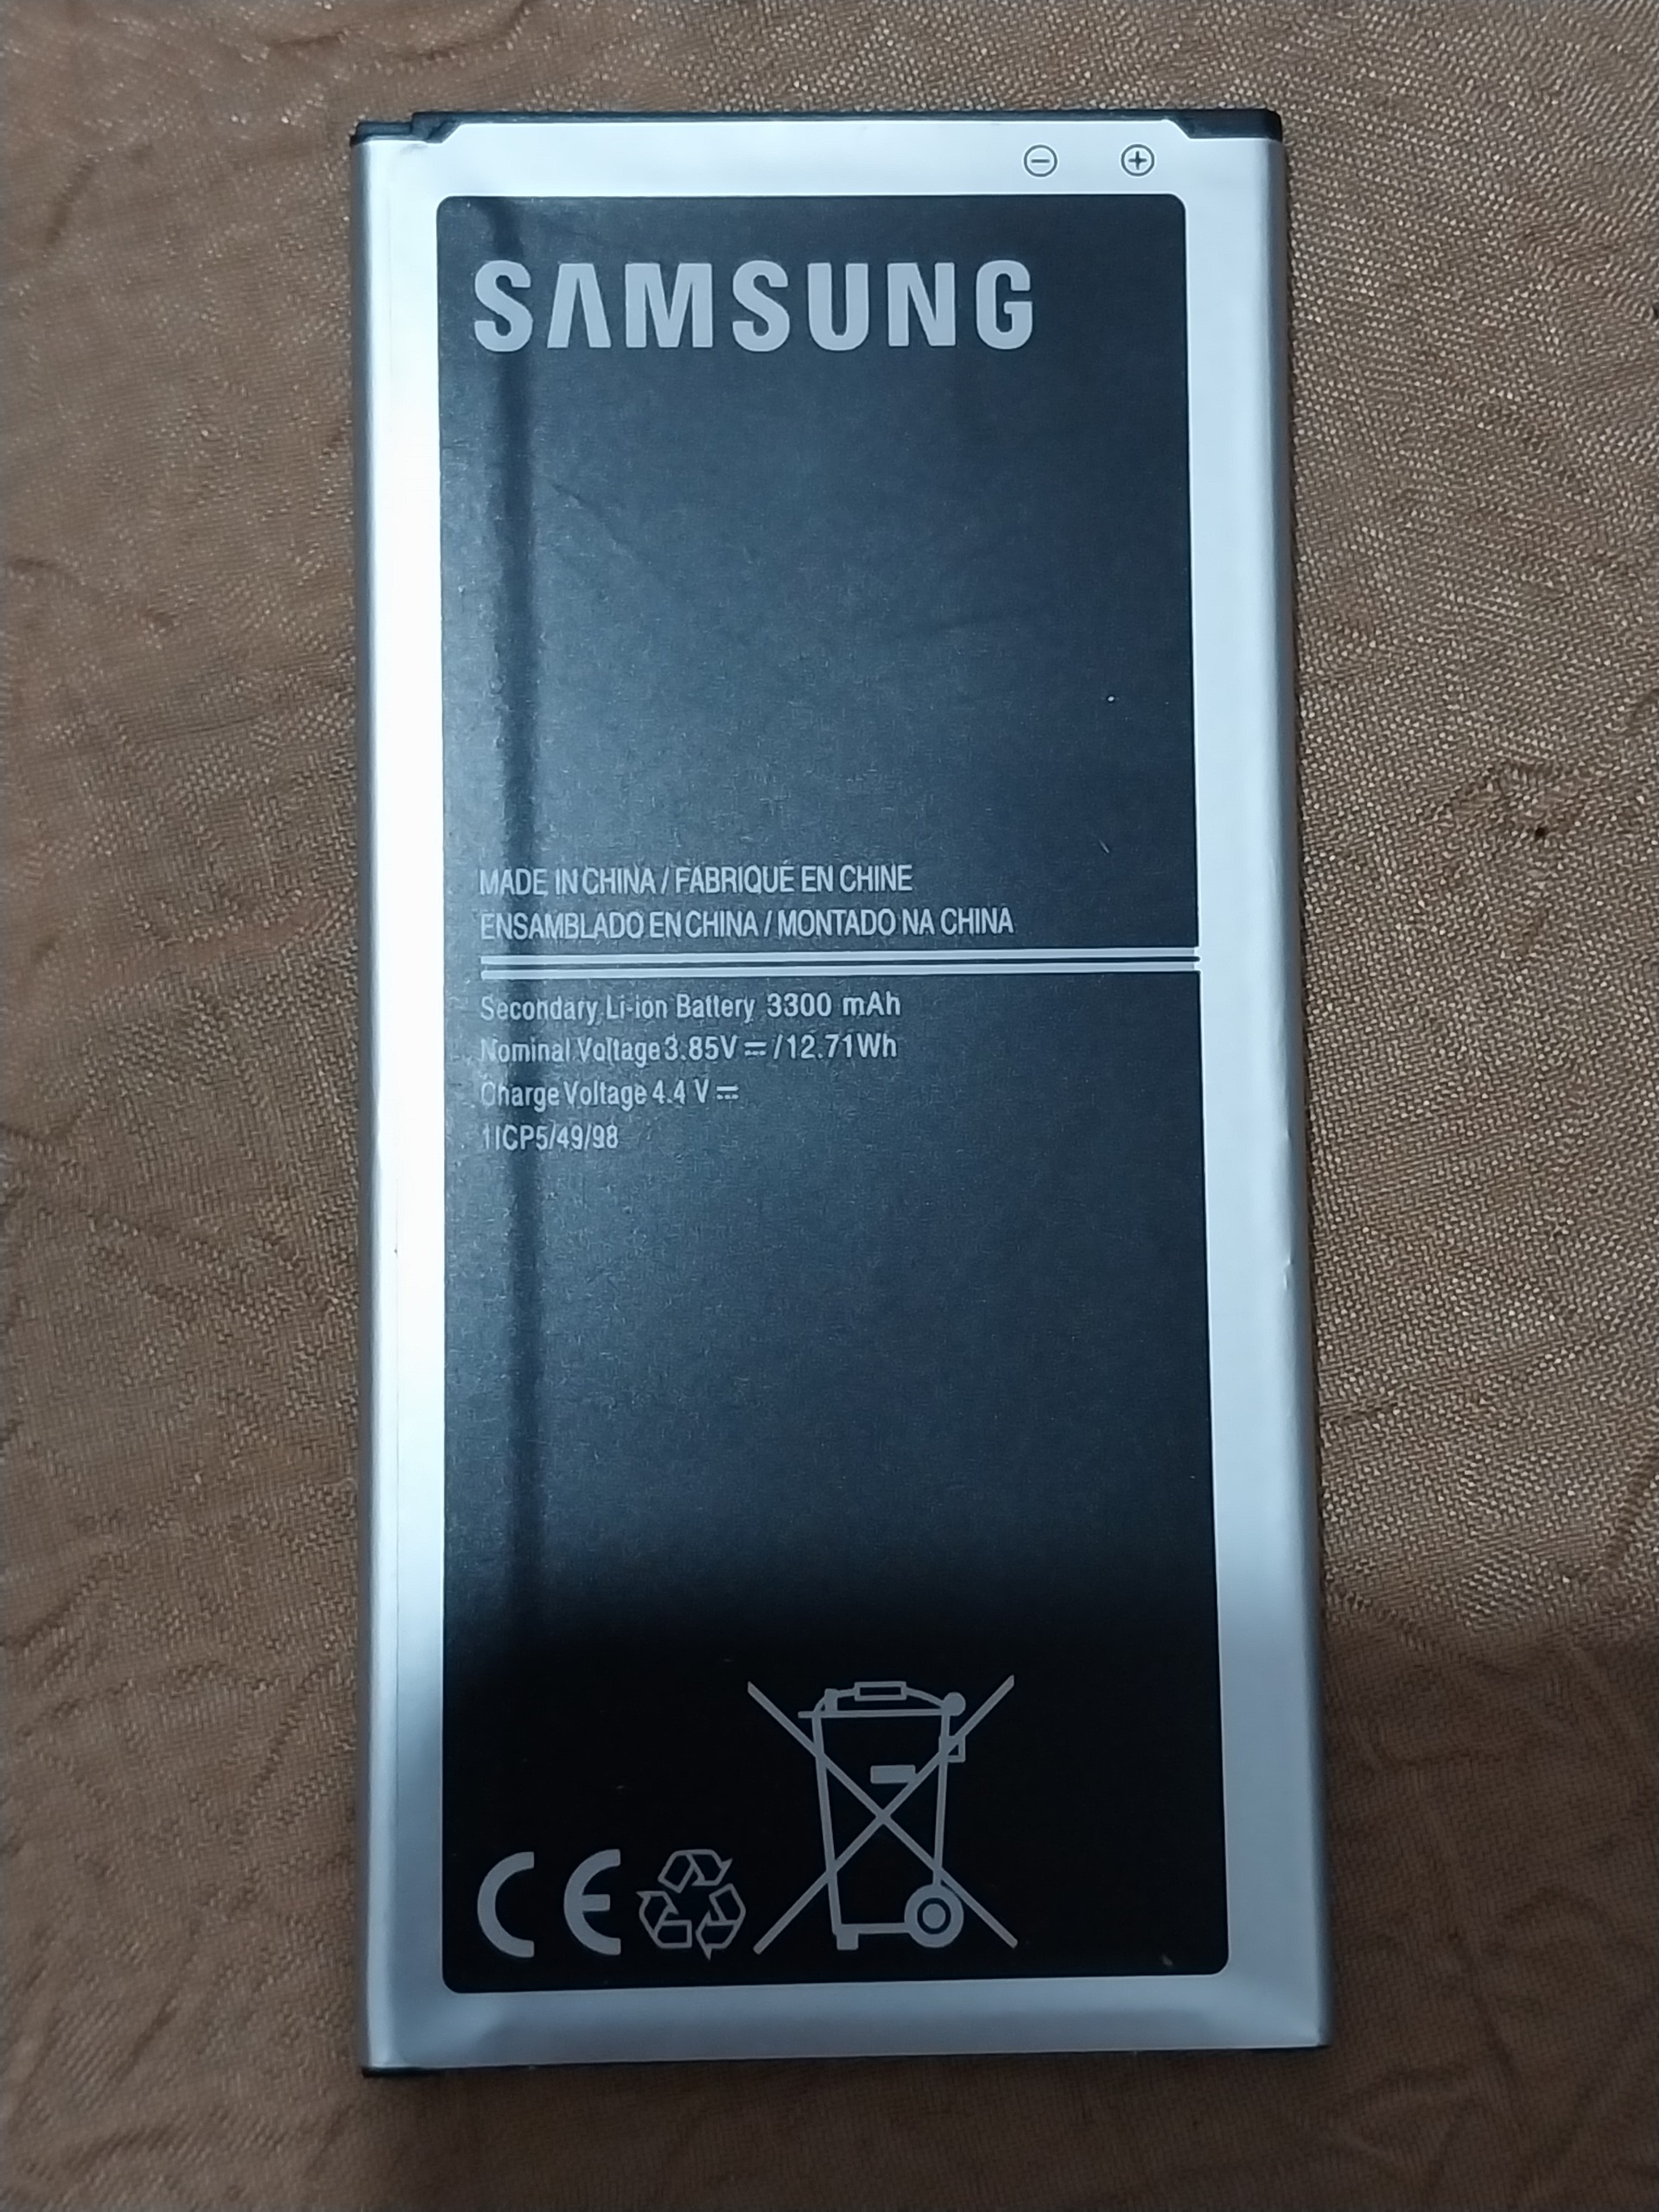 SAMSUNG
MADE IN CHINA / FABRIQUÉ EN CHINE
ENSAMBLADO EN CHINA / MONTADO NA CHINA
Secondary Li-ion Battery 3300 mAh
Nominal Voltage 3.85V ⎓ / 12.71Wh
Charge Voltage 4.4 V ⎓
1ICP5/49/98
CE